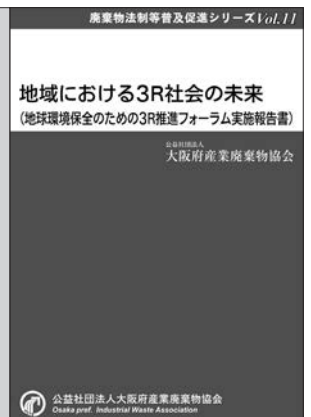 廃棄物法制等普及促進シリーズVol.11
地域における3R社会の未来
(地球環境保全のための3R推進フォーラム実施報告書)
公益社団法人
大阪府産業廃棄物協会
公益社団法人大阪府産業廃棄物協会
Osaka pref. Industrial Waste Association